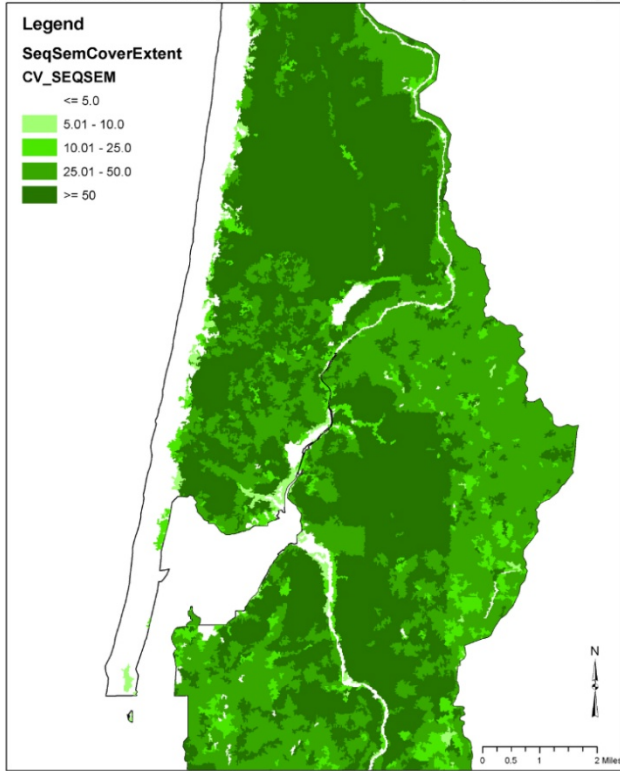 Legend
SeqSemCoverExtent
CV_SEQSEM
<= 5.0
5.01 - 10.0
10.01 - 25.0
25.01 - 50.0
>= 50
N
0 0.5 1 2 Miles